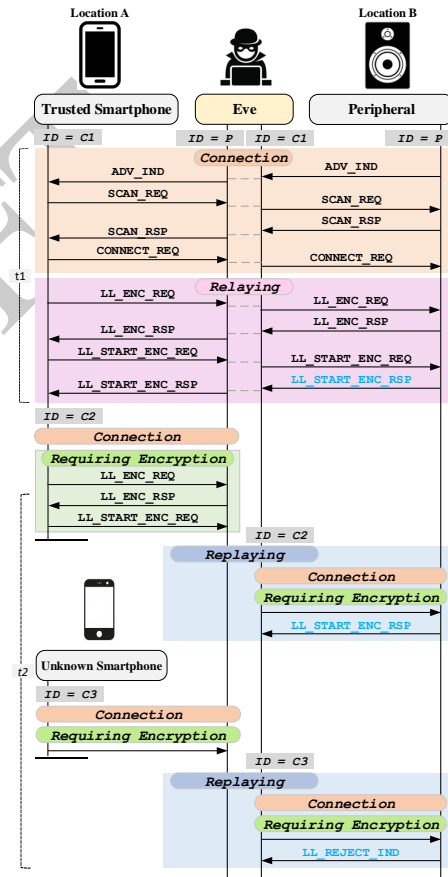 Location A
Location B
Trusted Smartphone
Eve
Peripheral
ID = C1
ID = P
ID = C1
ID = P
Connection
ADV_IND
ADV_IND
SCAN_REQ
SCAN_REQ
SCAN_RSP
SCAN_RSP
CONNECT_REQ
CONNECT_REQ
t1
Relaying
LL_ENC_REQ
LL_ENC_REQ
LL_ENC_RSP
LL_ENC_RSP
LL_START_ENC_REQ
LL_START_ENC_REQ
LL_START_ENC_RSP
LL_START_ENC_RSP
ID = C2
Connection
Requiring Encryption
LL_ENC_REQ
LL_ENC_RSP
LL_START_ENC_REQ
ID = C2
Replaying
Connection
Requiring Encryption
LL_START_ENC_RSP
t2
Unknown Smartphone
ID = C3
Connection
Requiring Encryption
ID = C3
Replaying
Connection
Requiring Encryption
LL_REJECT_IND